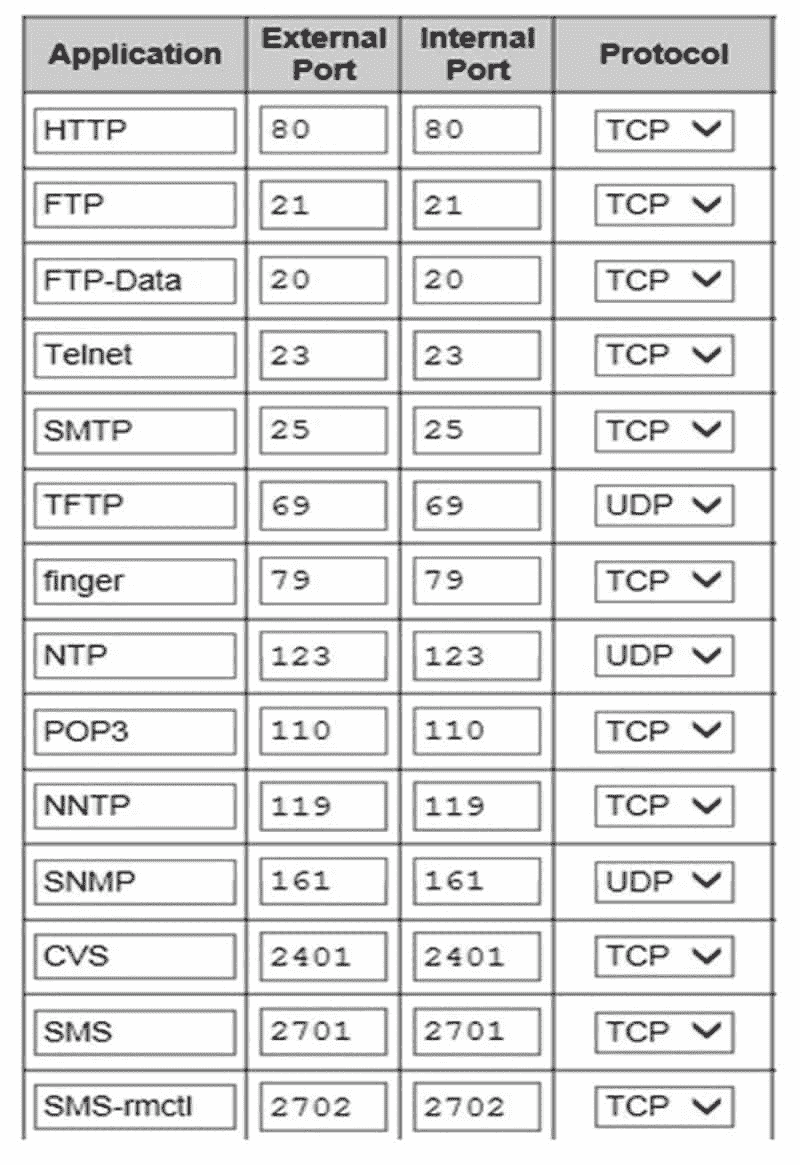 Application External Port Internal Port Protocol
HTTP 80 80 TCP
FTP 21 21 TCP
FTP-Data 20 20 TCP
Telnet 23 23 TCP
SMTP 25 25 TCP
TFTP 69 69 UDP
finger 79 79 TCP
NTP 123 123 UDP
POP3 110 110 TCP
NNTP 119 119 TCP
SNMP 161 161 UDP
CVS 2401 2401 TCP
SMS 2701 2701 TCP
SMS-rmctl 2702 2702 TCP